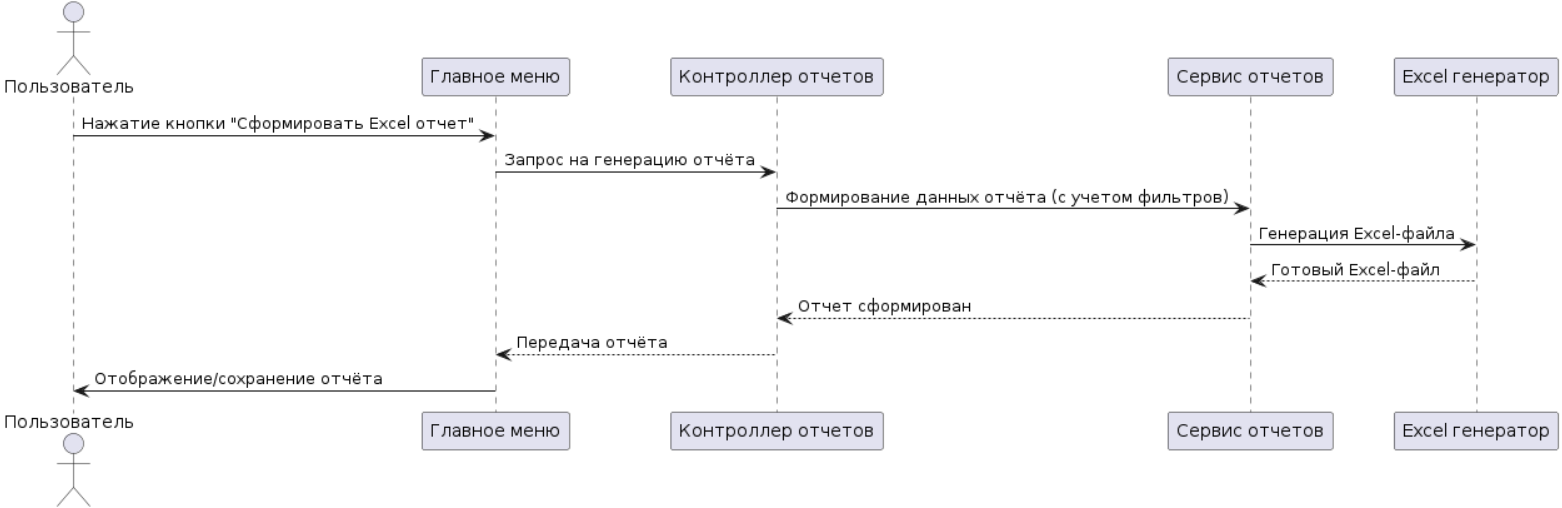 Пользователь
Главное меню
Контроллер отчетов
Сервис отчетов
Excel генератор
Нажатие кнопки "Сформировать Excel отчет"
Запрос на генерацию отчёта
Формирование данных отчёта (с учетом фильтров)
Генерация Excel-файла
Готовый Excel-файл
Отчет сформирован
Передача отчёта
Отображение/сохранение отчёта
Пользователь
Главное меню
Контроллер отчетов
Сервис отчетов
Excel генератор